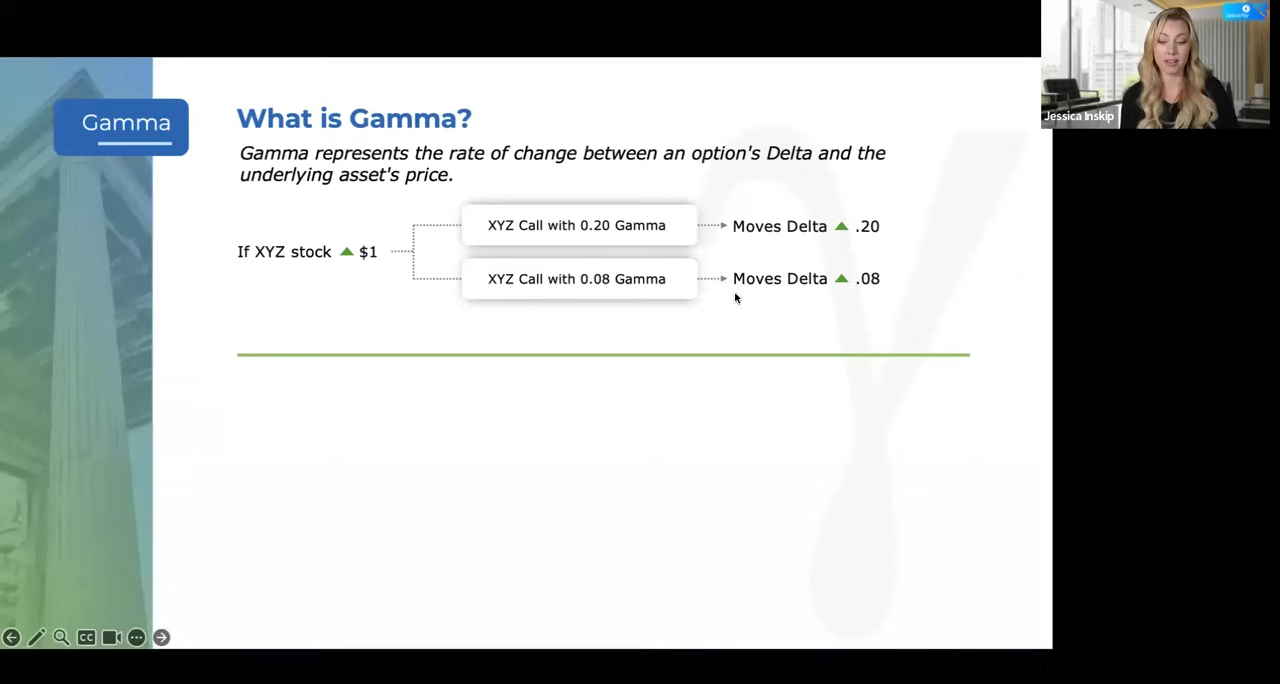 Jessica Inskip
Gamma
What is Gamma?
Gamma represents the rate of change between an option's Delta and the
underlying asset's price.
If XYZ stock ▲ $1
XYZ Call with 0.20 Gamma
Moves Delta ▲ .20
XYZ Call with 0.08 Gamma
Moves Delta ▲ .08
CC